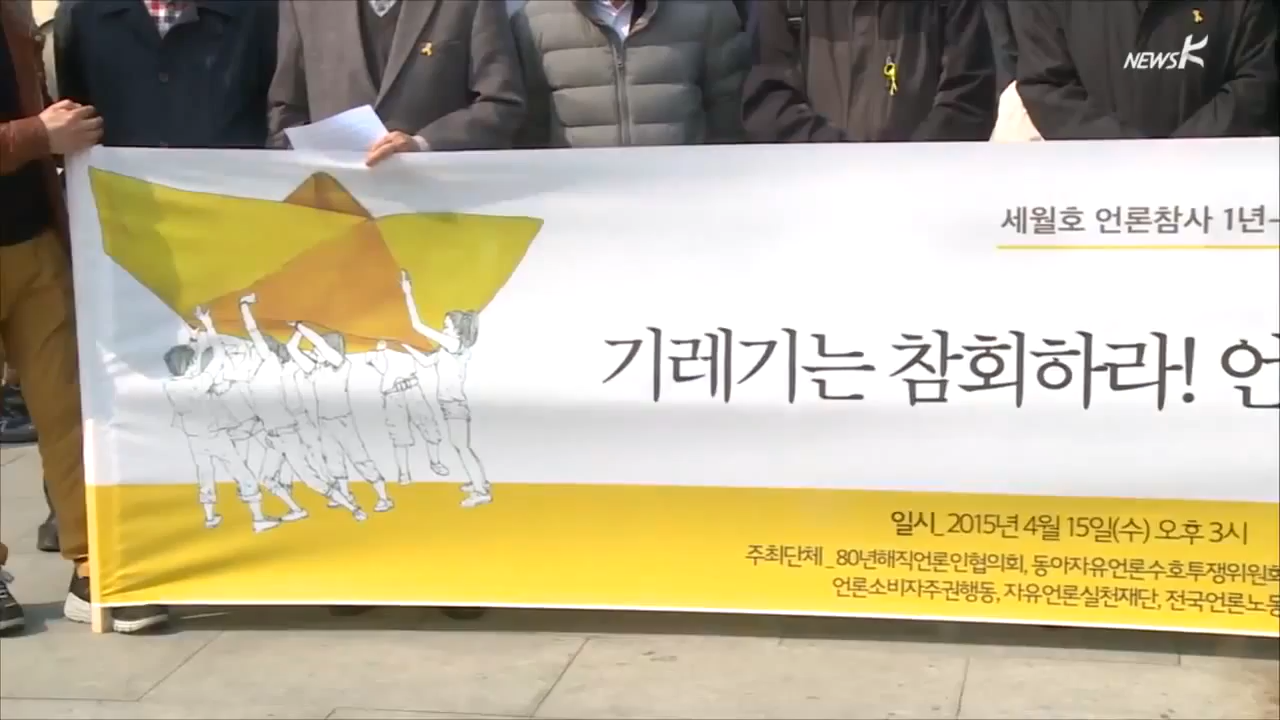 NEWS K
세월호 언론참사 1년-
기레기는 참회하라! 언
일시_2015년 4월 15일(수) 오후 3시
주최단체_80년해직언론인협의회, 동아자유언론수호투쟁위원회
언론소비자주권행동, 자유언론실천재단, 전국언론노동